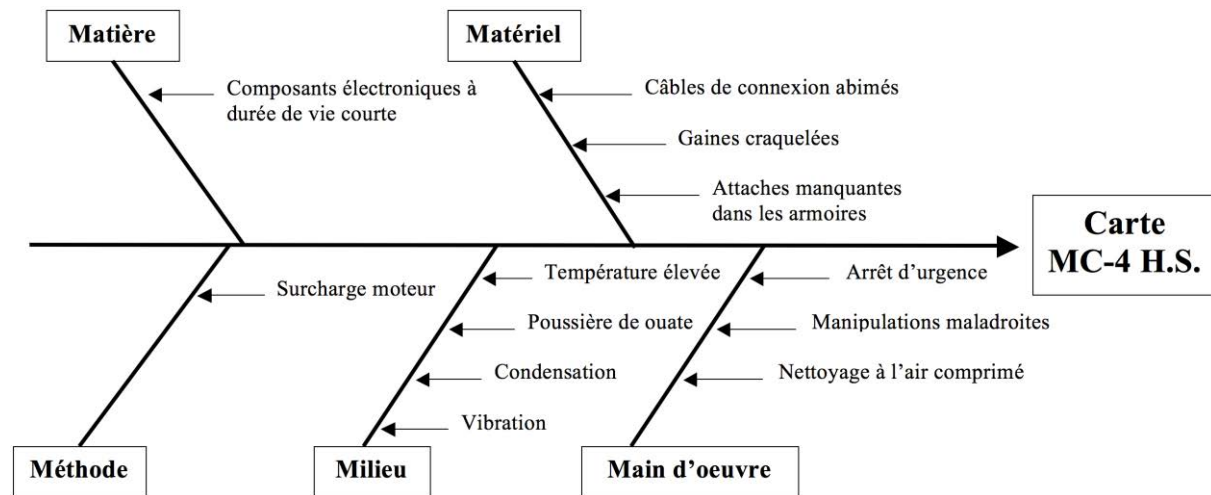 Matière
Matériel
Composants électroniques à
durée de vie courte
Câbles de connexion abimés
Gaines craquelées
Attaches manquantes
dans les armoires
Carte
MC-4 H.S.
Surcharge moteur
Température élevée
Poussière de ouate
Condensation
Vibration
Arrêt d’urgence
Manipulations maladroites
Nettoyage à l’air comprimé
Méthode
Milieu
Main d’oeuvre